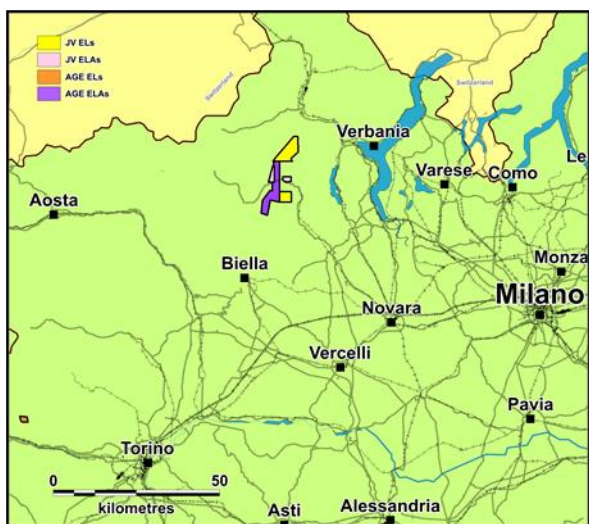 JV ELs
JV ELAs
AGE ELs
AGE ELAs
Switzerland
Switzerland
Verbania
Varese
Como
Le
Aosta
Biella
Monza
Milano
Novara
Vercelli
Pavia
Torino
0 50
kilometres
Asti
Alessandria